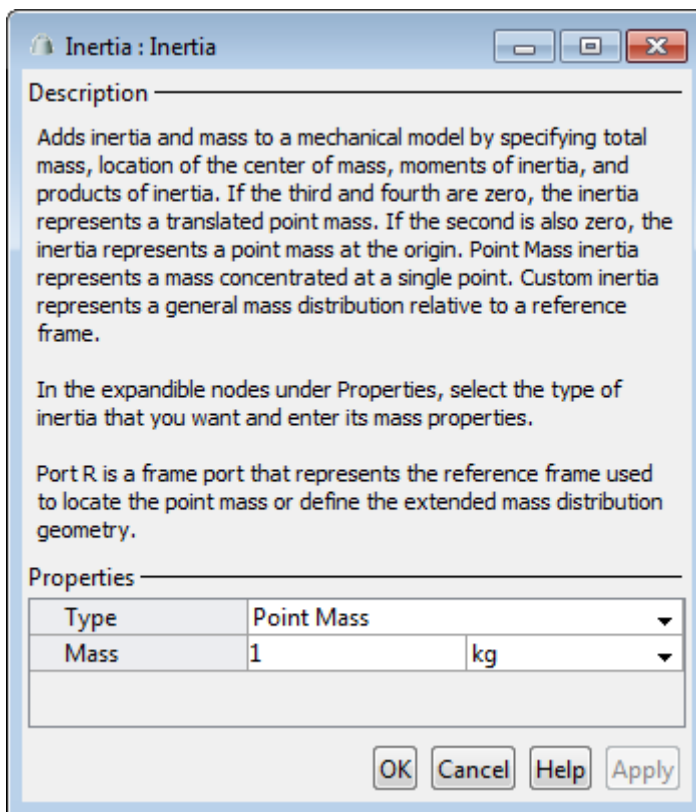 Inertia : Inertia
Description
Adds inertia and mass to a mechanical model by specifying total
mass, location of the center of mass, moments of inertia, and
products of inertia. If the third and fourth are zero, the inertia
represents a translated point mass. If the second is also zero, the
inertia represents a point mass at the origin. Point Mass inertia
represents a mass concentrated at a single point. Custom inertia
represents a general mass distribution relative to a reference
frame.
In the expandible nodes under Properties, select the type of
inertia that you want and enter its mass properties.
Port R is a frame port that represents the reference frame used
to locate the point mass or define the extended mass distribution
geometry.
Properties
Type Point Mass
Mass 1 kg
OK Cancel Help Apply